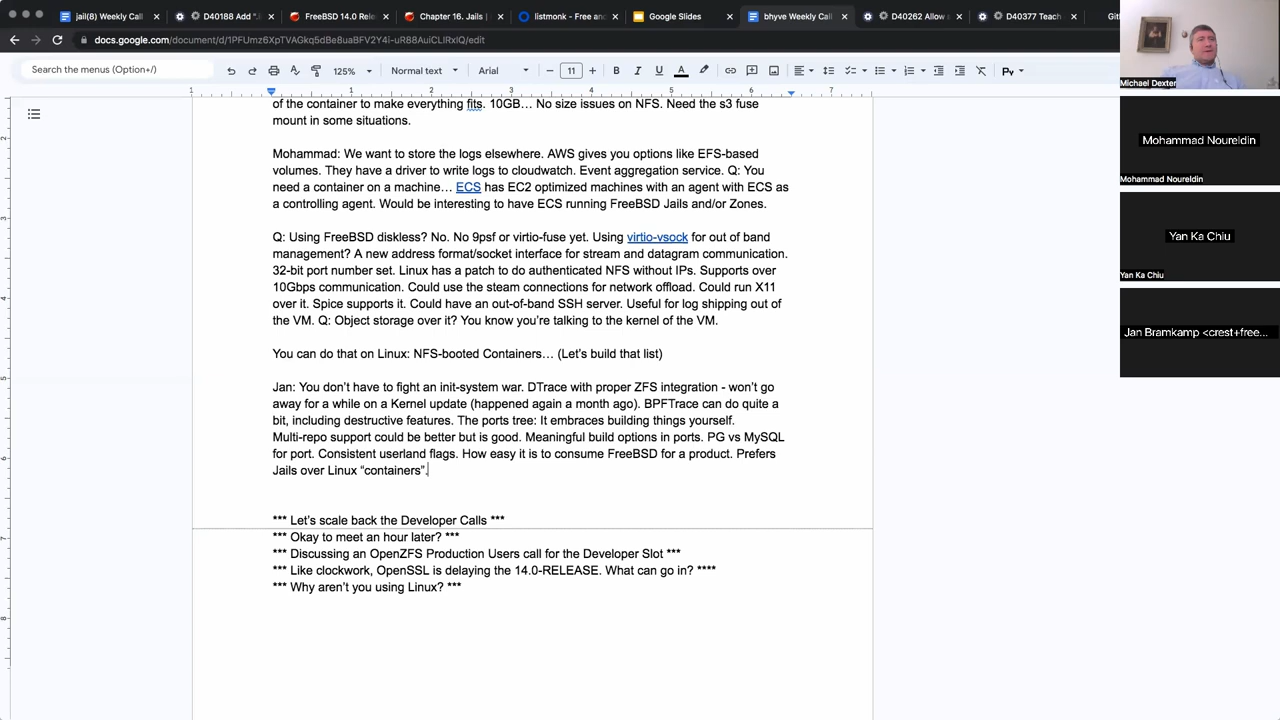 jail(8) Weekly Call
D40188 Add "J
FreeBSD 14.0 Rele
Chapter 16. Jails |
listmonk - Free and
Google Slides
bhyve Weekly Call
D40262 Allow s
D40377 Teach
Git
docs.google.com/document/d/1PFUmz6XpTVAGkq5dBe8uaBFV2Y4i-uR88AuiCLlRxIQ/edit
Search the menus (Option+/)
125%
Normal text
Arial
11
of the container to make everything fits. 10GB… No size issues on NFS. Need the s3 fuse
mount in some situations.
Mohammad: We want to store the logs elsewhere. AWS gives you options like EFS-based
volumes. They have a driver to write logs to cloudwatch. Event aggregation service. Q: You
need a container on a machine… ECS has EC2 optimized machines with an agent with ECS as
a controlling agent. Would be interesting to have ECS running FreeBSD Jails and/or Zones.
Q: Using FreeBSD diskless? No. No 9psf or virtio-fuse yet. Using virtio-vsock for out of band
management? A new address format/socket interface for stream and datagram communication.
32-bit port number set. Linux has a patch to do authenticated NFS without IPs. Supports over
10Gbps communication. Could use the steam connections for network offload. Could run X11
over it. Spice supports it. Could have an out-of-band SSH server. Useful for log shipping out of
the VM. Q: Object storage over it? You know you're talking to the kernel of the VM.
You can do that on Linux: NFS-booted Containers… (Let's build that list)
Jan: You don't have to fight an init-system war. DTrace with proper ZFS integration - won't go
away for a while on a Kernel update (happened again a month ago). BPFTrace can do quite a
bit, including destructive features. The ports tree: It embraces building things yourself.
Multi-repo support could be better but is good. Meaningful build options in ports. PG vs MySQL
for port. Consistent userland flags. How easy it is to consume FreeBSD for a product. Prefers
Jails over Linux “containers”.
*** Let's scale back the Developer Calls ***
*** Okay to meet an hour later? ***
*** Discussing an OpenZFS Production Users call for the Developer Slot ***
*** Like clockwork, OpenSSL is delaying the 14.0-RELEASE. What can go in? ****
*** Why aren't you using Linux? ***
Michael Dexter
Mohammad Noureldin
Mohammad Noureldin
Yan Ka Chiu
Yan Ka Chiu
Jan Bramkamp <crest+free...